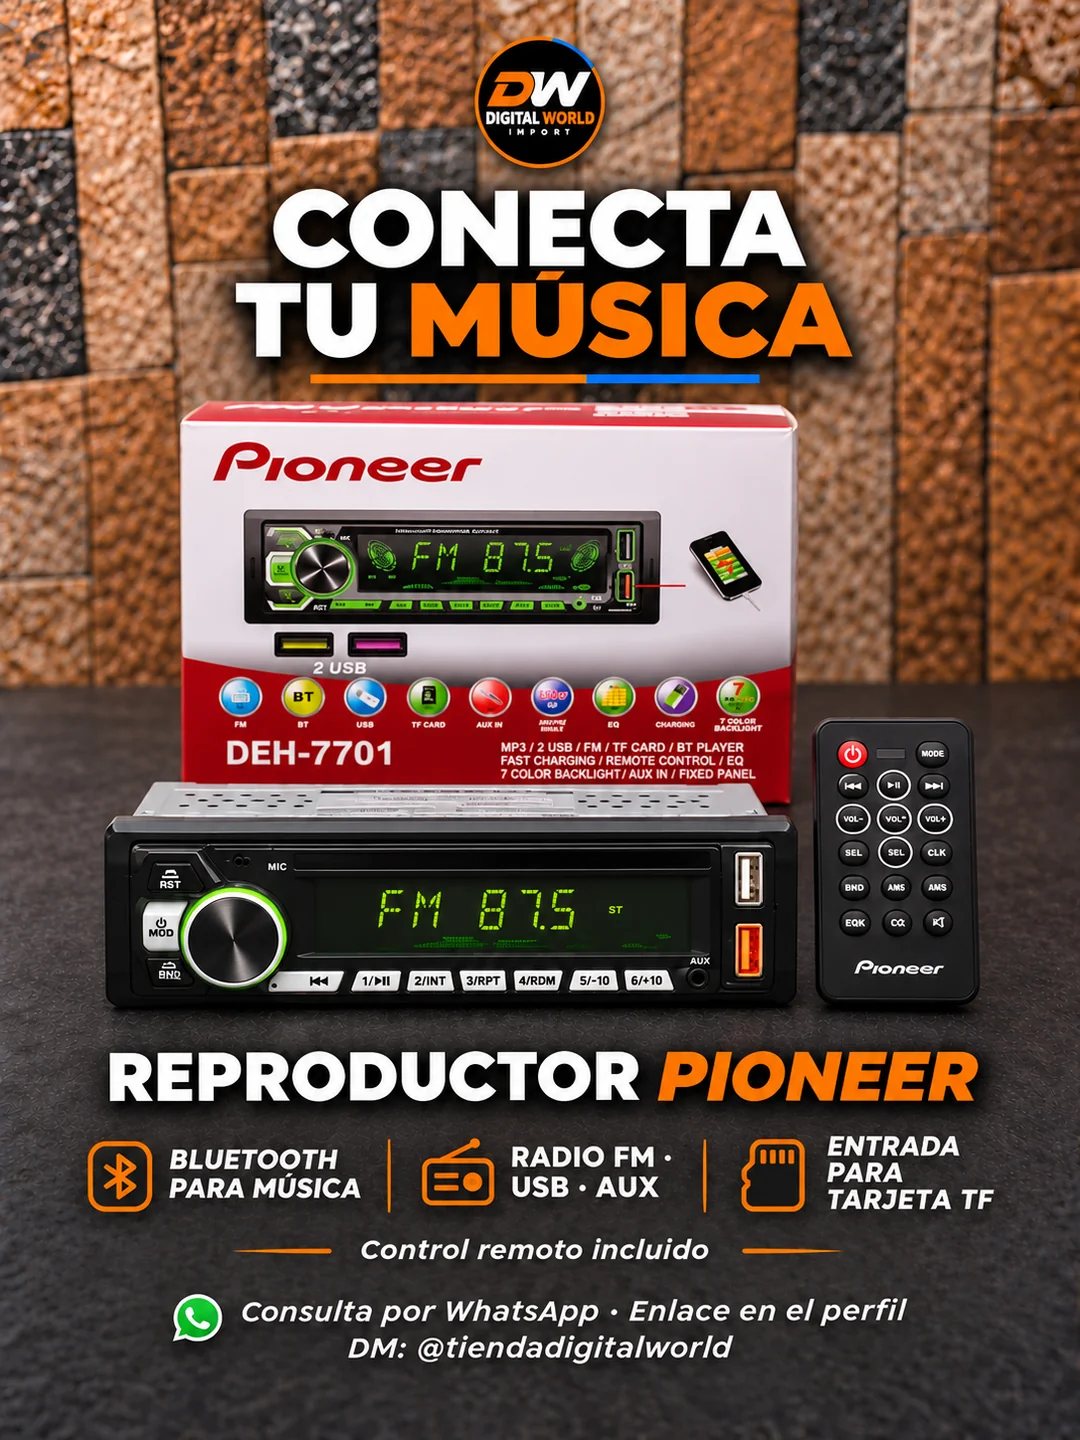 DW
DIGITAL WORLD
IMPORT
CONECTA
TU MÚSICA
Pioneer
MIC
FM 87.5
RST
2 USB
FM
BT
BT
USB
TF CARD
AUX IN
EQ
CHARGING
7
7 COLOR
BACKLIGHT
DEH-7701
MP3 / 2 USB / FM / TF CARD / BT PLAYER
FAST CHARGING / REMOTE CONTROL / EQ
7 COLOR BACKLIGHT / AUX IN / FIXED PANEL
MIC
RST
MOD
BND
FM 87.5
ST
AUX
1/
2/INT
3/RPT
4/RDM
5/-10
6/+10
MODE
VOL-
VOL+
SEL
SEL
CLK
BND
AMS
AMS
EQK
Pioneer
REPRODUCTOR PIONEER
BLUETOOTH
PARA MÚSICA
RADIO FM ·
USB · AUX
ENTRADA
PARA
TARJETA TF
Control remoto incluido
Consulta por WhatsApp · Enlace en el perfil
DM: @tiendadigitalworld